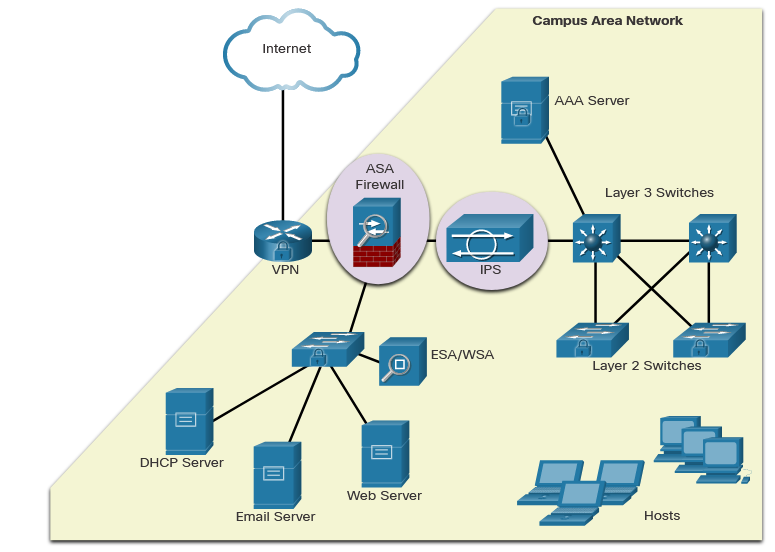 Campus Area Network
Internet
AAA Server
ASA
Firewall
Layer 3 Switches
VPN
IPS
ESA/WSA
Layer 2 Switches
DHCP Server
Web Server
Email Server
Hosts